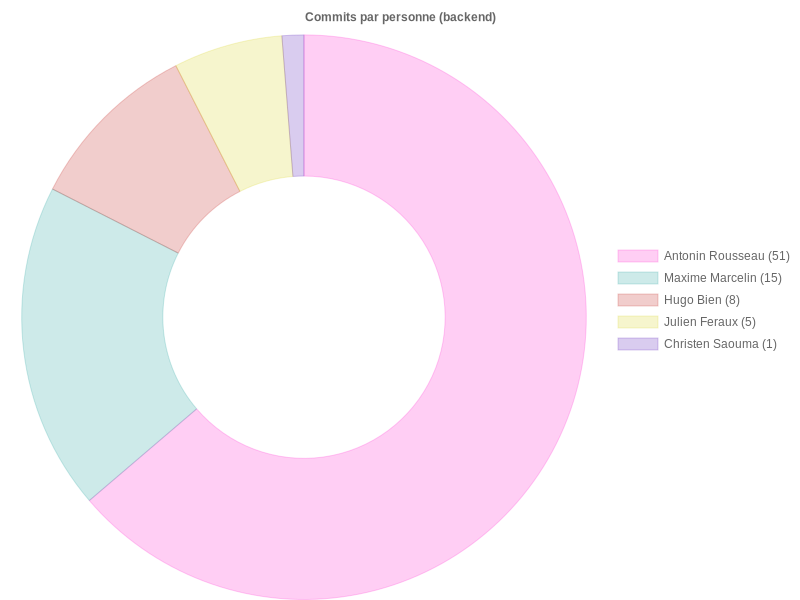 Commits par personne (backend)
Antonin Rousseau (51)
Maxime Marcelin (15)
Hugo Bien (8)
Julien Feraux (5)
Christen Saouma (1)